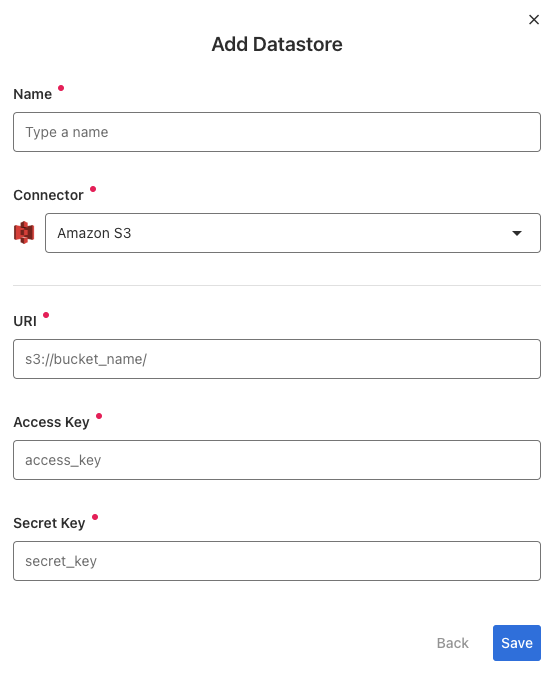 Add Datastore
Name
Type a name
Connector
Amazon S3
URI
s3://bucket_name/
Access Key
access_key
Secret Key
secret_key
Back Save